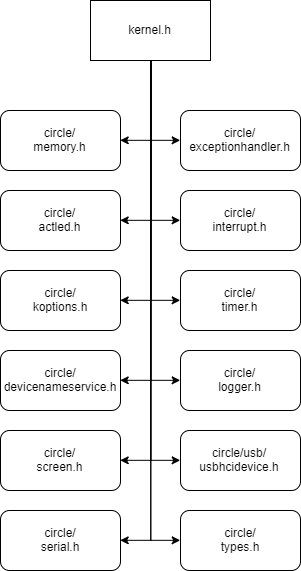 kernel.h
circle/
memory.h
circle/
exceptionhandler.h
circle/
actled.h
circle/
interrupt.h
circle/
koptions.h
circle/
timer.h
circle/
devicenameservice.h
circle/
logger.h
circle/
screen.h
circle/usb/
usbhcidevice.h
circle/
serial.h
circle/
types.h